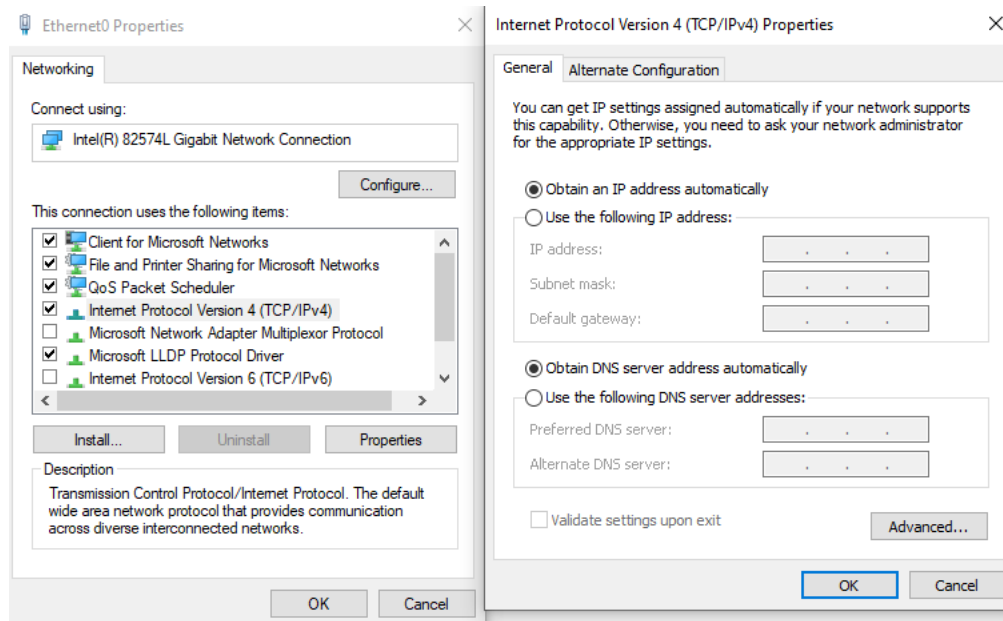 Ethernet0 Properties
Networking
Connect using:
Intel(R) 82574L Gigabit Network Connection
Configure...
This connection uses the following items:
Client for Microsoft Networks
File and Printer Sharing for Microsoft Networks
QoS Packet Scheduler
Internet Protocol Version 4 (TCP/IPv4)
Microsoft Network Adapter Multiplexor Protocol
Microsoft LLDP Protocol Driver
Internet Protocol Version 6 (TCP/IPv6)
Install...
Uninstall
Properties
Description
Transmission Control Protocol/Internet Protocol. The default
wide area network protocol that provides communication
across diverse interconnected networks.
OK
Cancel
Internet Protocol Version 4 (TCP/IPv4) Properties
General
Alternate Configuration
You can get IP settings assigned automatically if your network supports
this capability. Otherwise, you need to ask your network administrator
for the appropriate IP settings.
Obtain an IP address automatically
Use the following IP address:
IP address:
Subnet mask:
Default gateway:
Obtain DNS server address automatically
Use the following DNS server addresses:
Preferred DNS server:
Alternate DNS server:
Validate settings upon exit
Advanced...
OK
Cancel